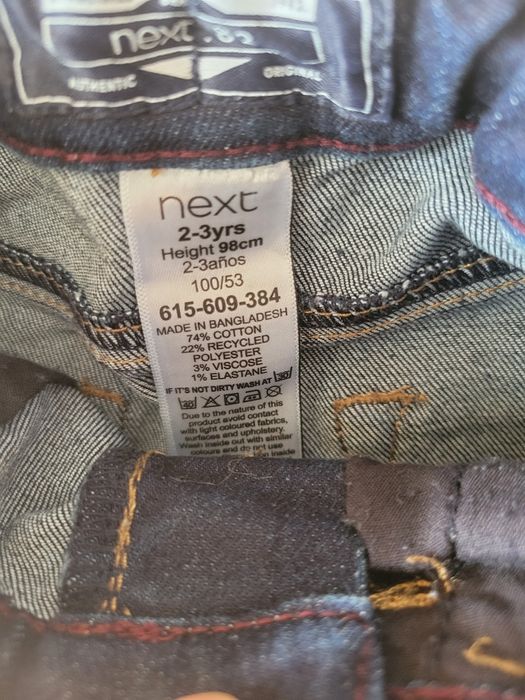 next
AUTHENTIC
ORIGINAL
next
2-3yrs
Height 98cm
2-3años
100/53
615-609-384
MADE IN BANGLADESH
74% COTTON
22% RECYCLED
POLYESTER
3% VISCOSE
1% ELASTANE
IF IT'S NOT DIRTY WASH AT 30
40
Due to the nature of this
product avoid contact
with light coloured fabrics,
surfaces and upholstery.
Wash inside out with similar
colours and do not use
inside